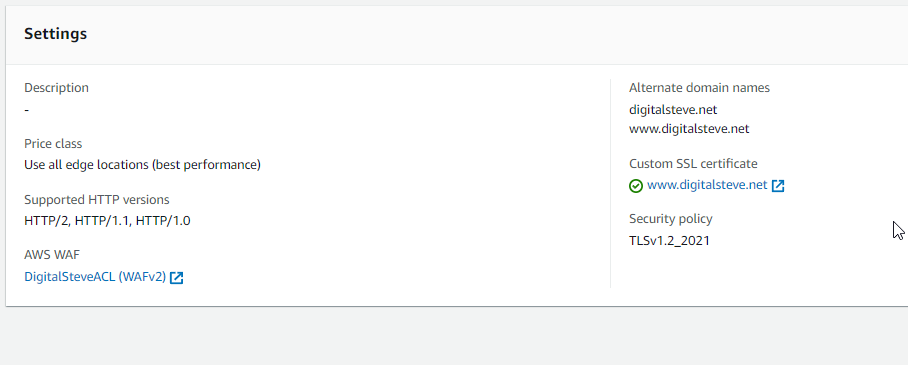 Settings
Description
-
Price class
Use all edge locations (best performance)
Supported HTTP versions
HTTP/2, HTTP/1.1, HTTP/1.0
AWS WAF
DigitalSteveACL (WAFv2)
Alternate domain names
digitalsteve.net
www.digitalsteve.net
Custom SSL certificate
www.digitalsteve.net
Security policy
TLSv1.2_2021